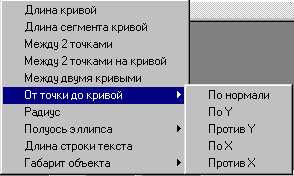 Длина кривой
Длина сегмента кривой
Между 2 точками
Между 2 точками на кривой
Между двумя кривыми
От точки до кривой
Радиус
Полуось эллипса
Длина строки текста
Габарит объекта
По нормали
По Y
Против Y
По X
Против X